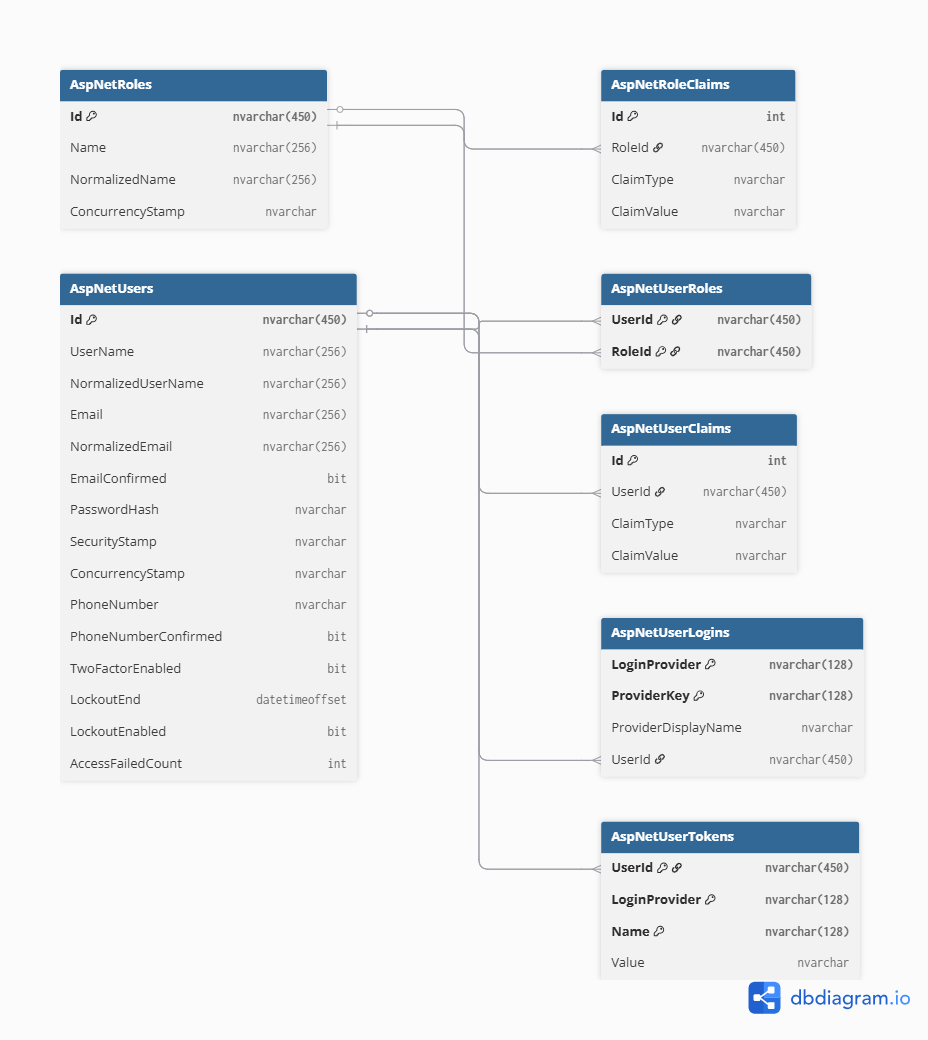 AspNetRoles
Id nvarchar(450)
Name nvarchar(256)
NormalizedName nvarchar(256)
ConcurrencyStamp nvarchar
AspNetUsers
Id nvarchar(450)
UserName nvarchar(256)
NormalizedUserName nvarchar(256)
Email nvarchar(256)
NormalizedEmail nvarchar(256)
EmailConfirmed bit
PasswordHash nvarchar
SecurityStamp nvarchar
ConcurrencyStamp nvarchar
PhoneNumber nvarchar
PhoneNumberConfirmed bit
TwoFactorEnabled bit
LockoutEnd datetimeoffset
LockoutEnabled bit
AccessFailedCount int
AspNetRoleClaims
Id int
RoleId nvarchar(450)
ClaimType nvarchar
ClaimValue nvarchar
AspNetUserRoles
UserId nvarchar(450)
RoleId nvarchar(450)
AspNetUserClaims
Id int
UserId nvarchar(450)
ClaimType nvarchar
ClaimValue nvarchar
AspNetUserLogins
LoginProvider nvarchar(128)
ProviderKey nvarchar(128)
ProviderDisplayName nvarchar
UserId nvarchar(450)
AspNetUserTokens
UserId nvarchar(450)
LoginProvider nvarchar(128)
Name nvarchar(128)
Value nvarchar
dbdiagram.io